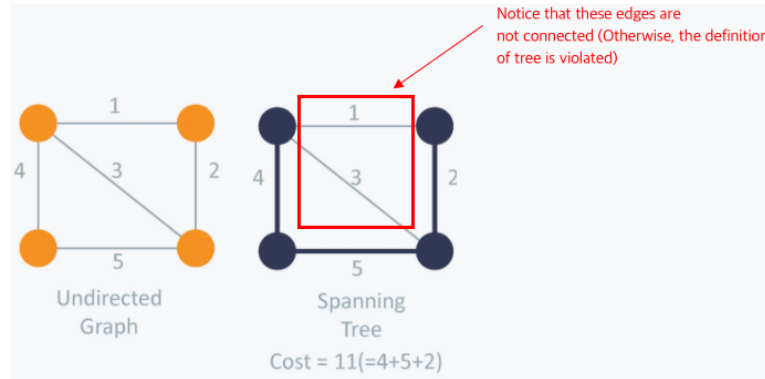 Notice that these edges are
not connected (Otherwise, the definition
of tree is violated)
1
4
3
2
5
Undirected
Graph
1
4
3
2
5
Spanning
Tree
Cost = 11(=4+5+2)